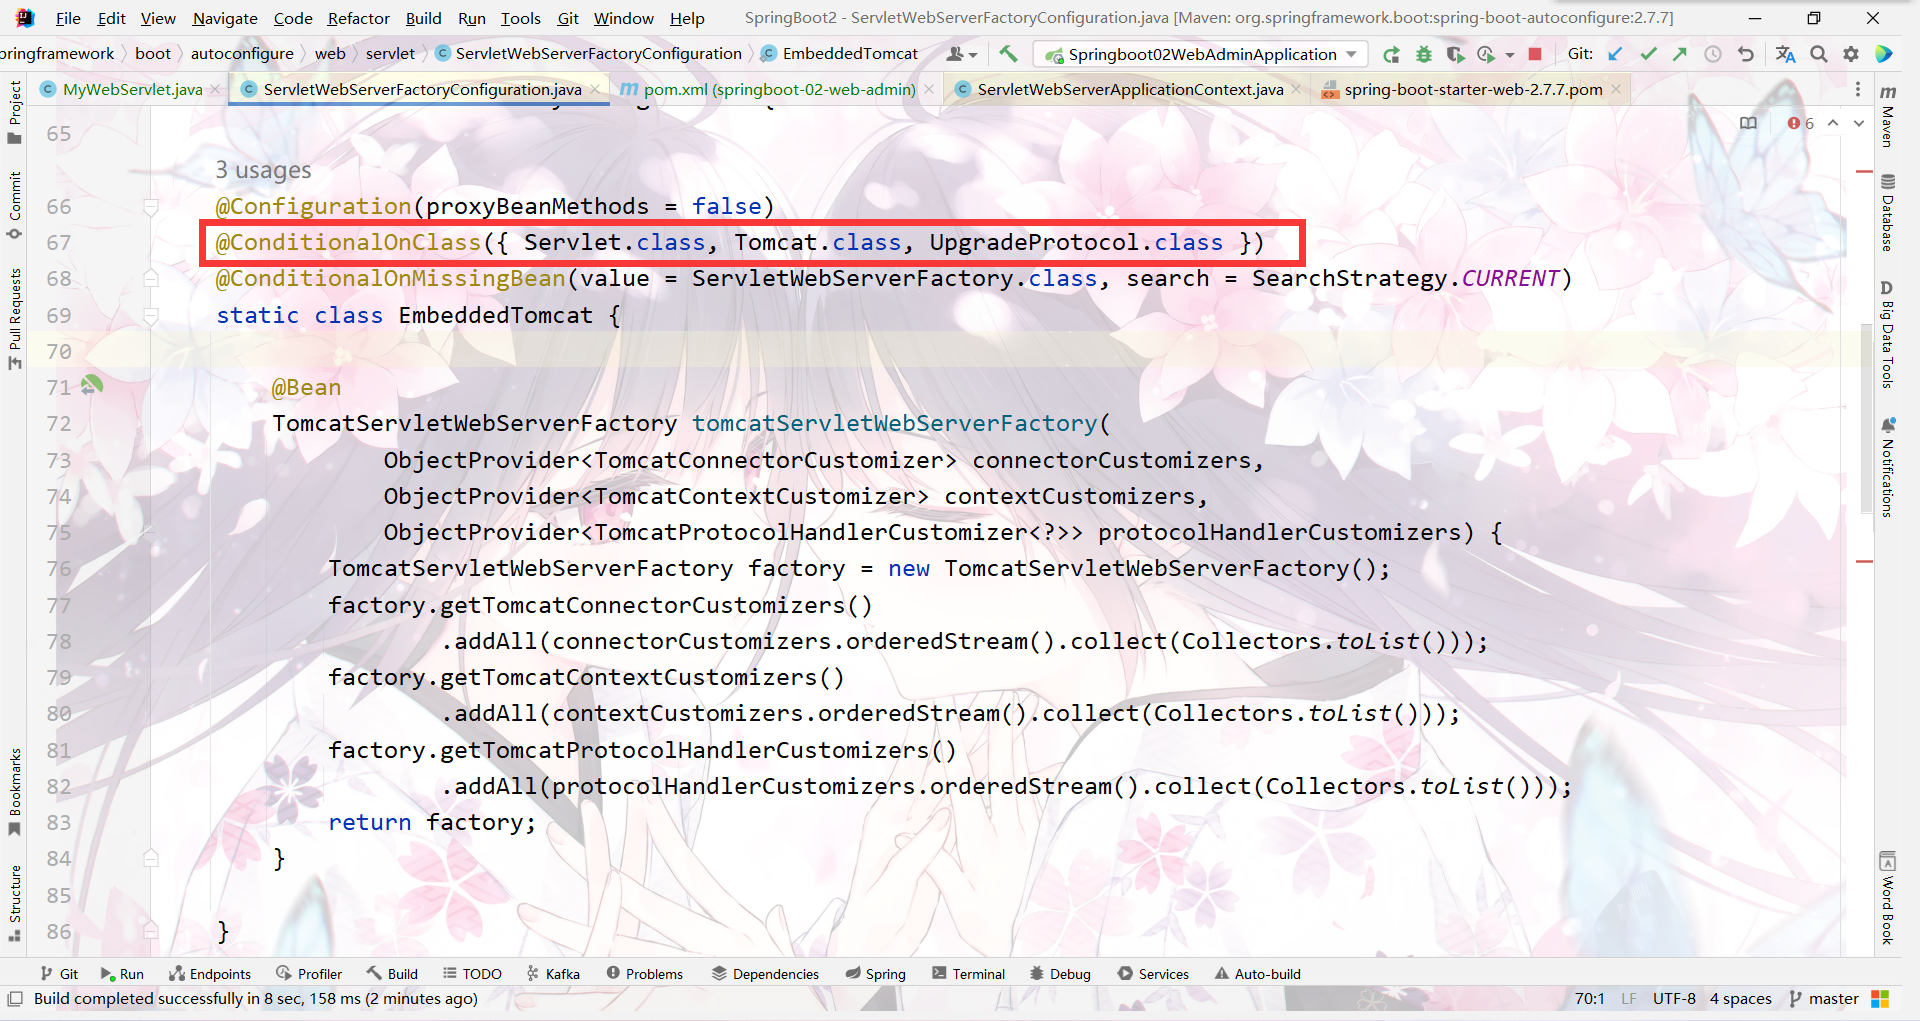 File Edit View Navigate Code Refactor Build Run Tools Git Window Help SpringBoot2 - ServletWebServerFactoryConfiguration.java [Maven: org.springframework.boot:spring-boot-autoconfigure:2.7.7]
pringframework boot autoconfigure web servlet ServletWebServerFactoryConfiguration EmbeddedTomcat Springboot02WebAdminApplication Git:
MyWebServlet.java ServletWebServerFactoryConfiguration.java pom.xml (springboot-02-web-admin) ServletWebServerApplicationContext.java spring-boot-starter-web-2.7.7.pom
65
6
3 usages
66 @Configuration(proxyBeanMethods = false)
67 @ConditionalOnClass({ Servlet.class, Tomcat.class, UpgradeProtocol.class })
68 @ConditionalOnMissingBean(value = ServletWebServerFactory.class, search = SearchStrategy.CURRENT)
69 static class EmbeddedTomcat {
70
71 @Bean
72 TomcatServletWebServerFactory tomcatServletWebServerFactory(
73 ObjectProvider<TomcatConnectorCustomizer> connectorCustomizers,
74 ObjectProvider<TomcatContextCustomizer> contextCustomizers,
75 ObjectProvider<TomcatProtocolHandlerCustomizer<?>> protocolHandlerCustomizers) {
76 TomcatServletWebServerFactory factory = new TomcatServletWebServerFactory();
77 factory.getTomcatConnectorCustomizers()
78 .addAll(connectorCustomizers.orderedStream().collect(Collectors.toList()));
79 factory.getTomcatContextCustomizers()
80 .addAll(contextCustomizers.orderedStream().collect(Collectors.toList()));
81 factory.getTomcatProtocolHandlerCustomizers()
82 .addAll(protocolHandlerCustomizers.orderedStream().collect(Collectors.toList()));
83 return factory;
84 }
85
86 }
Project
Commit
Pull Requests
Bookmarks
Structure
Maven
Database
Big Data Tools
Notifications
Word Book
Git Run Endpoints Profiler Build TODO Kafka Problems Dependencies Spring Terminal Debug Services Auto-build
Build completed successfully in 8 sec, 158 ms (2 minutes ago) 70:1 LF UTF-8 4 spaces master